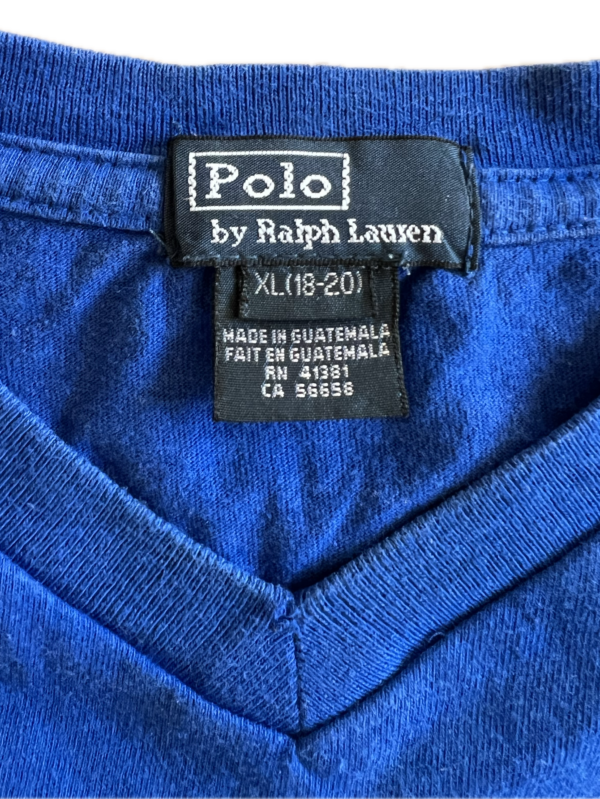 Polo
by Ralph Lauren
XL(18-20)
MADE IN GUATEMALA
FAIT EN GUATEMALA
RN 41381
CA 56658